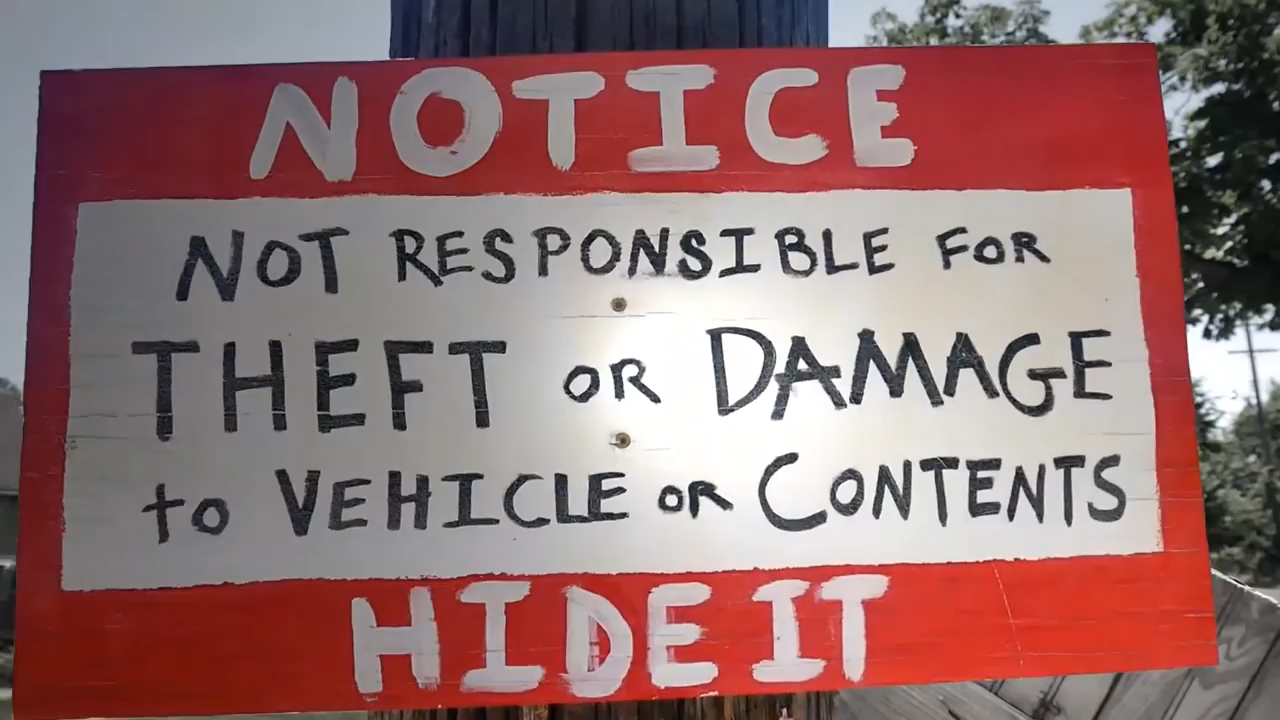 NOTICE
NOT RESPONSIBLE FOR
THEFT OR DAMAGE
to VEHICLE OR CONTENTS
HIDE IT